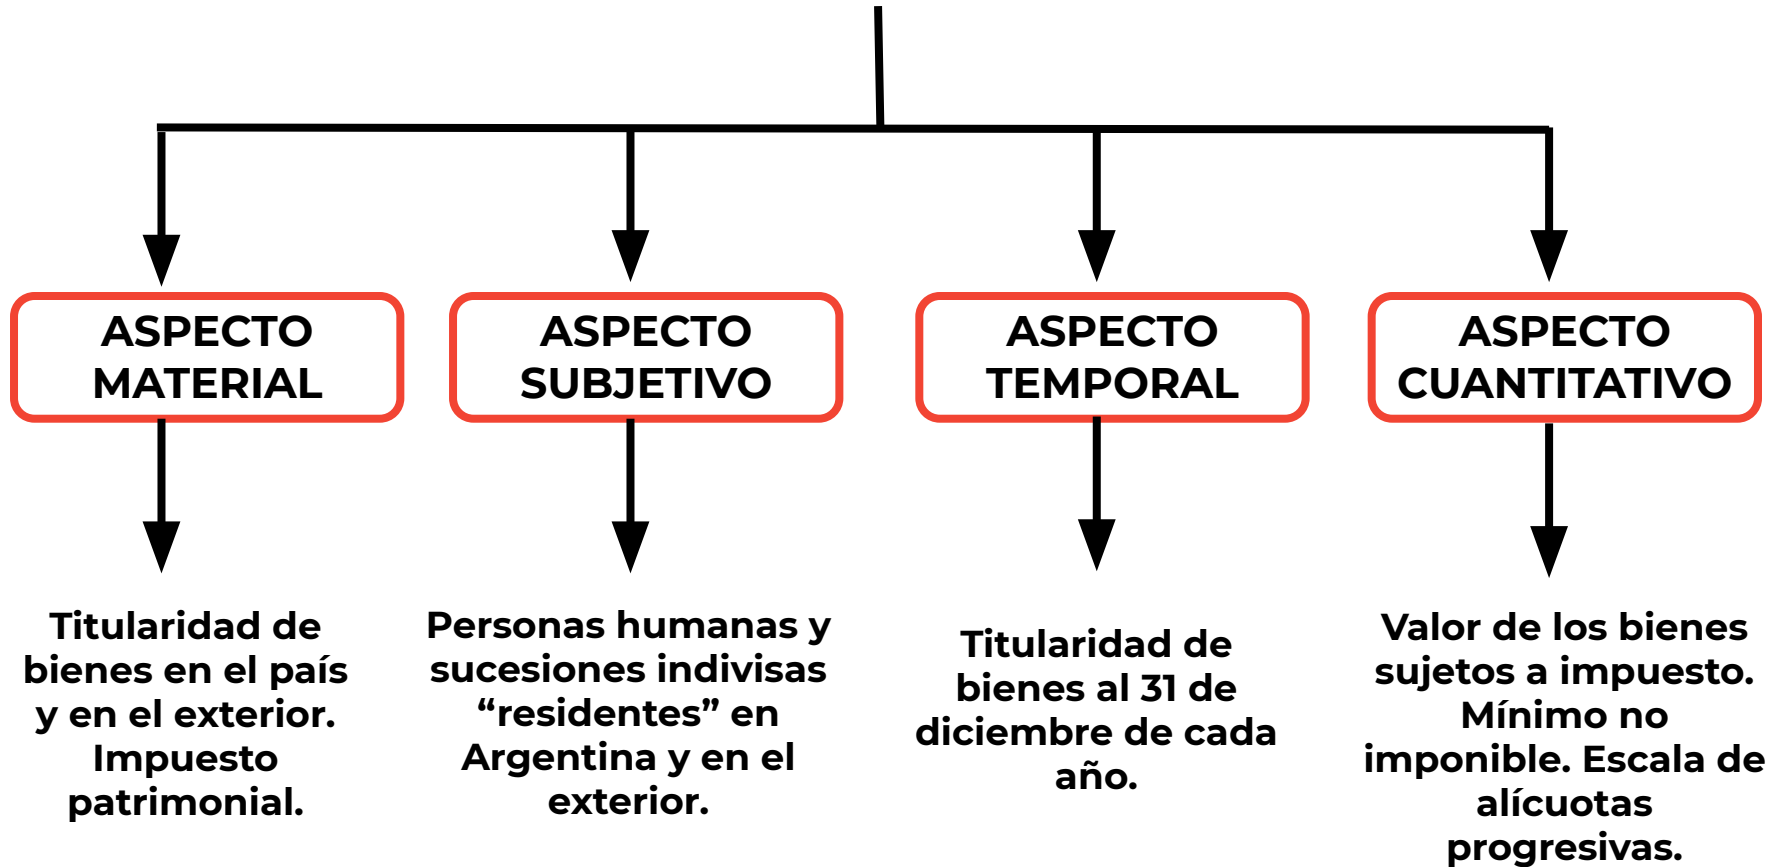 ASPECTO
MATERIAL
ASPECTO
SUBJETIVO
ASPECTO
TEMPORAL
ASPECTO
CUANTITATIVO
Titularidad de
bienes en el país
y en el exterior.
Impuesto
patrimonial.
Personas humanas y
sucesiones indivisas
“residentes” en
Argentina y en el
exterior.
Titularidad de
bienes al 31 de
diciembre de cada
año.
Valor de los bienes
sujetos a impuesto.
Mínimo no
imponible. Escala de
alícuotas
progresivas.